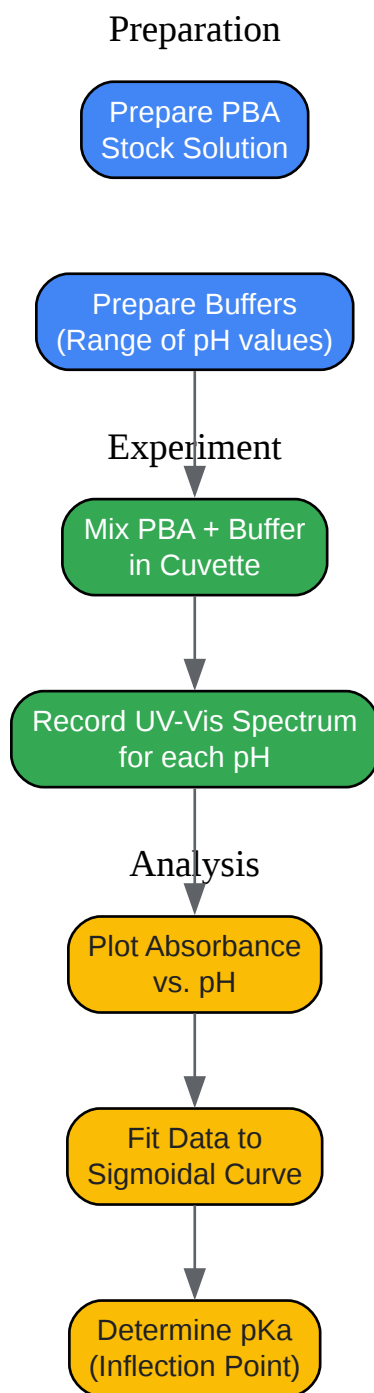 Preparation
Prepare PBA
Stock Solution
Prepare Buffers
(Range of pH values)
Experiment
Mix PBA + Buffer
in Cuvette
Record UV-Vis Spectrum
for each pH
Analysis
Plot Absorbance
vs. pH
Fit Data to
Sigmoidal Curve
Determine pKa
(Inflection Point)